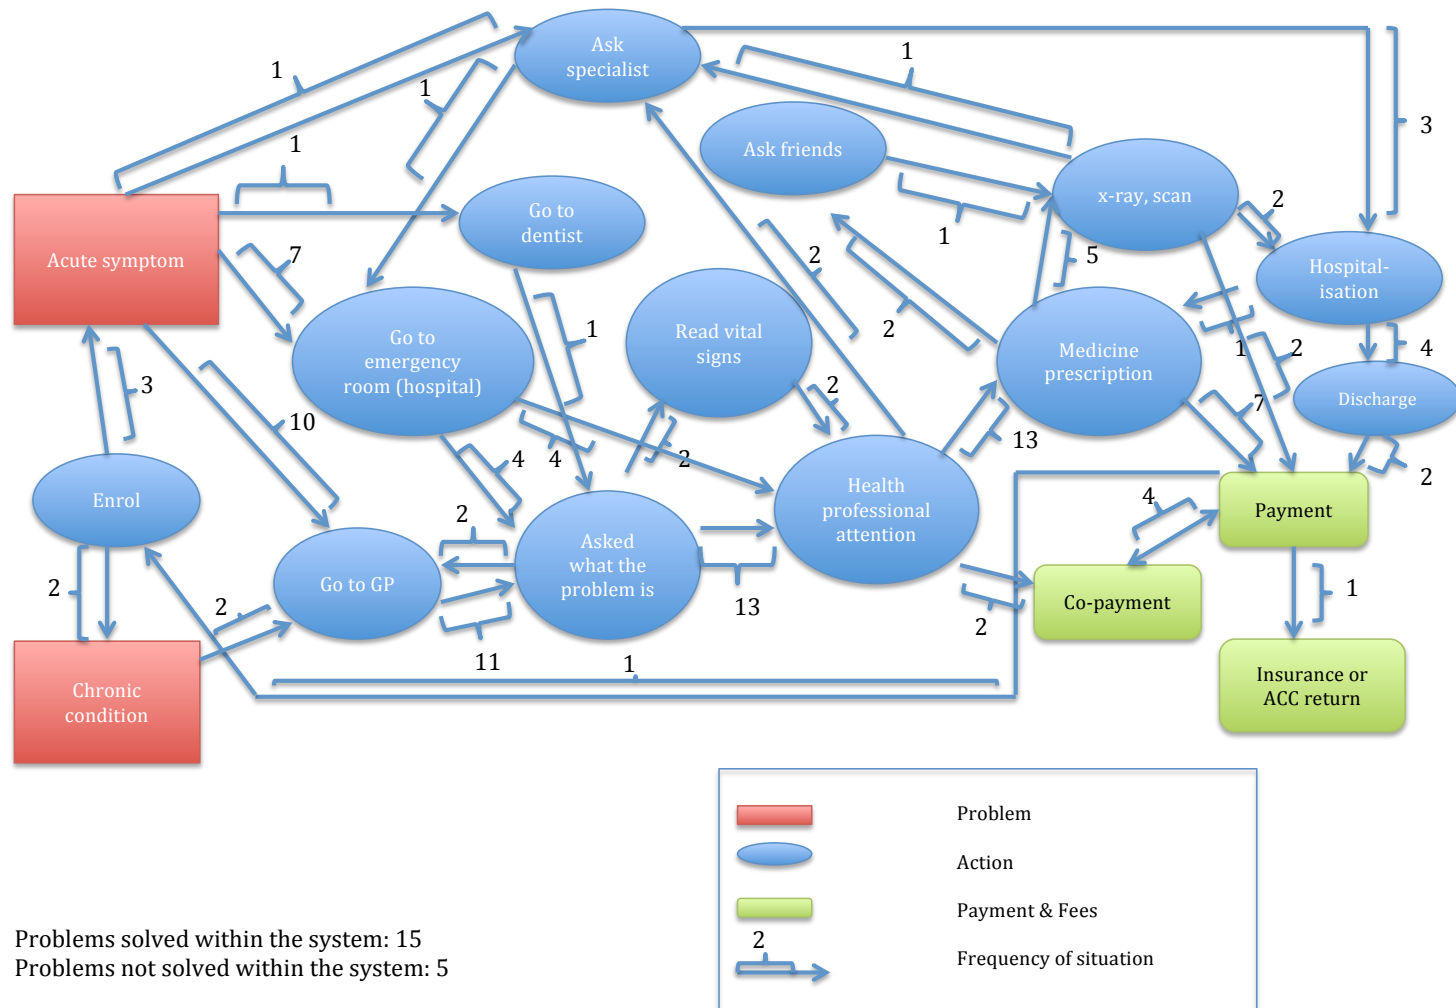 Ask
specialist
1
1
1
3
1
Ask friends
x-ray, scan
2
Go to
dentist
1
Acute symptom
7
2
5
Hospital-
isation
2
1
Read vital
signs
Go to
emergency
room (hospital)
Medicine
prescription
1
2
4
3
10
2
7
Discharge
4
4
2
13
2
Enrol
Health
professional
attention
4
Payment
2
Asked
what the
problem is
2
Go to GP
2
13
2
Co-payment
1
11
1
Chronic
condition
Insurance or
ACC return
Problem
Action
Payment & Fees
2
Frequency of situation
Problems solved within the system: 15
Problems not solved within the system: 5